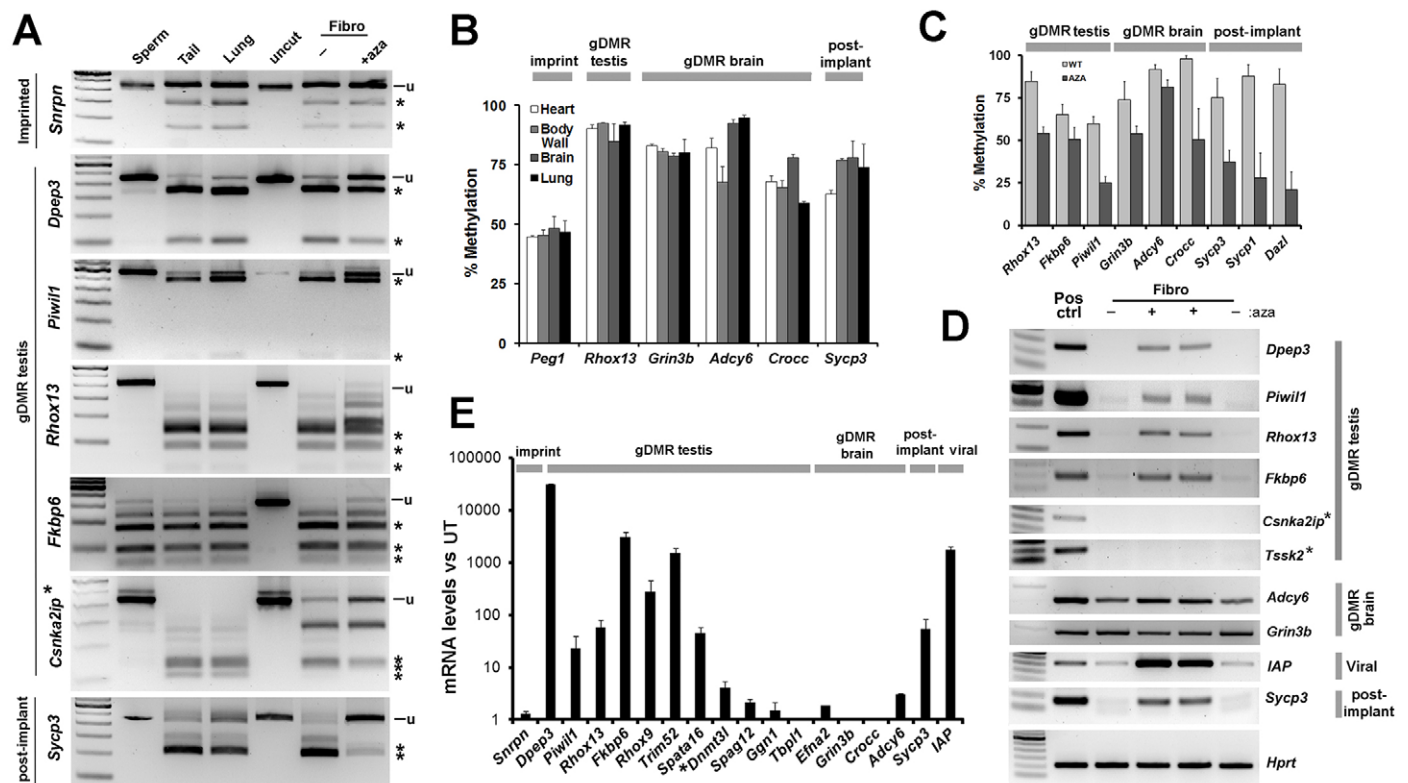 A
Sperm
Tail
Lung
uncut
Fibro
–
+aza
Imprinted
Snrpn
–u
*
*
gDMR testis
Dpep3
–u
*
*
Piwil1
–u
*
*
Rhox13
–u
*
*
*
Fkbp6
–u
*
*
*
Csnka2ip*
–u
*
*
*
post-implant
Sycp3
–u
*
*
B
imprint
gDMR testis
gDMR brain
post-implant
% Methylation
100
75
50
25
0
Heart
Body Wall
Brain
Lung
Peg1 Rhox13 Grin3b Adcy6 Crocc Sycp3
C
gDMR testis gDMR brain post-implant
% Methylation
100
75
50
25
0
WT
AZA
Rhox13 Fkbp6 Piwil1 Grin3b Adcy6 Crocc Sycp3 Sycp1 Dazl
D
Pos ctrl
Fibro
– + + – :aza
Dpep3
Piwil1
Rhox13
Fkbp6
Csnka2ip*
Tssk2*
gDMR testis
Adcy6
Grin3b
gDMR brain
IAP
Viral
Sycp3
post-implant
Hprt
E
imprint
gDMR testis
gDMR brain
post-implant
viral
mRNA levels vs UT
100000
10000
1000
100
10
1
Snrpn Dpep3 Piwil1 Rhox13 Fkbp6 Rhox9 Trim52 Spata16 *Dnmt3l Spag12 Ggn1 Tbpl1 Efna2 Grin3b Crocc Adcy6 Sycp3 IAP